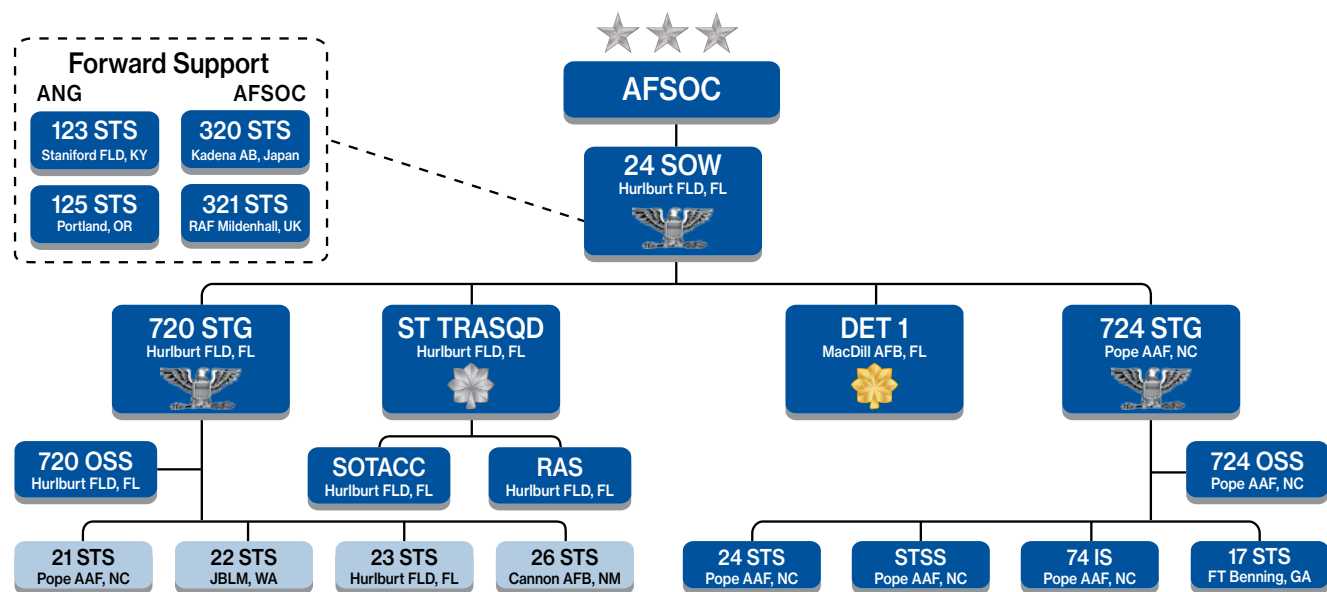 Forward Support
ANG
AFSOC
123 STS
Staniford FLD, KY
320 STS
Kadena AB, Japan
125 STS
Portland, OR
321 STS
RAF Mildenhall, UK
AFSOC
24 SOW
Hurlburt FLD, FL
720 STG
Hurlburt FLD, FL
ST TRASQD
Hurlburt FLD, FL
DET 1
MacDill AFB, FL
724 STG
Pope AAF, NC
720 OSS
Hurlburt FLD, FL
SOTACC
Hurlburt FLD, FL
RAS
Hurlburt FLD, FL
724 OSS
Pope AAF, NC
21 STS
Pope AAF, NC
22 STS
JBLM, WA
23 STS
Hurlburt FLD, FL
26 STS
Cannon AFB, NM
24 STS
Pope AAF, NC
STSS
Pope AAF, NC
74 IS
Pope AAF, NC
17 STS
FT Benning, GA